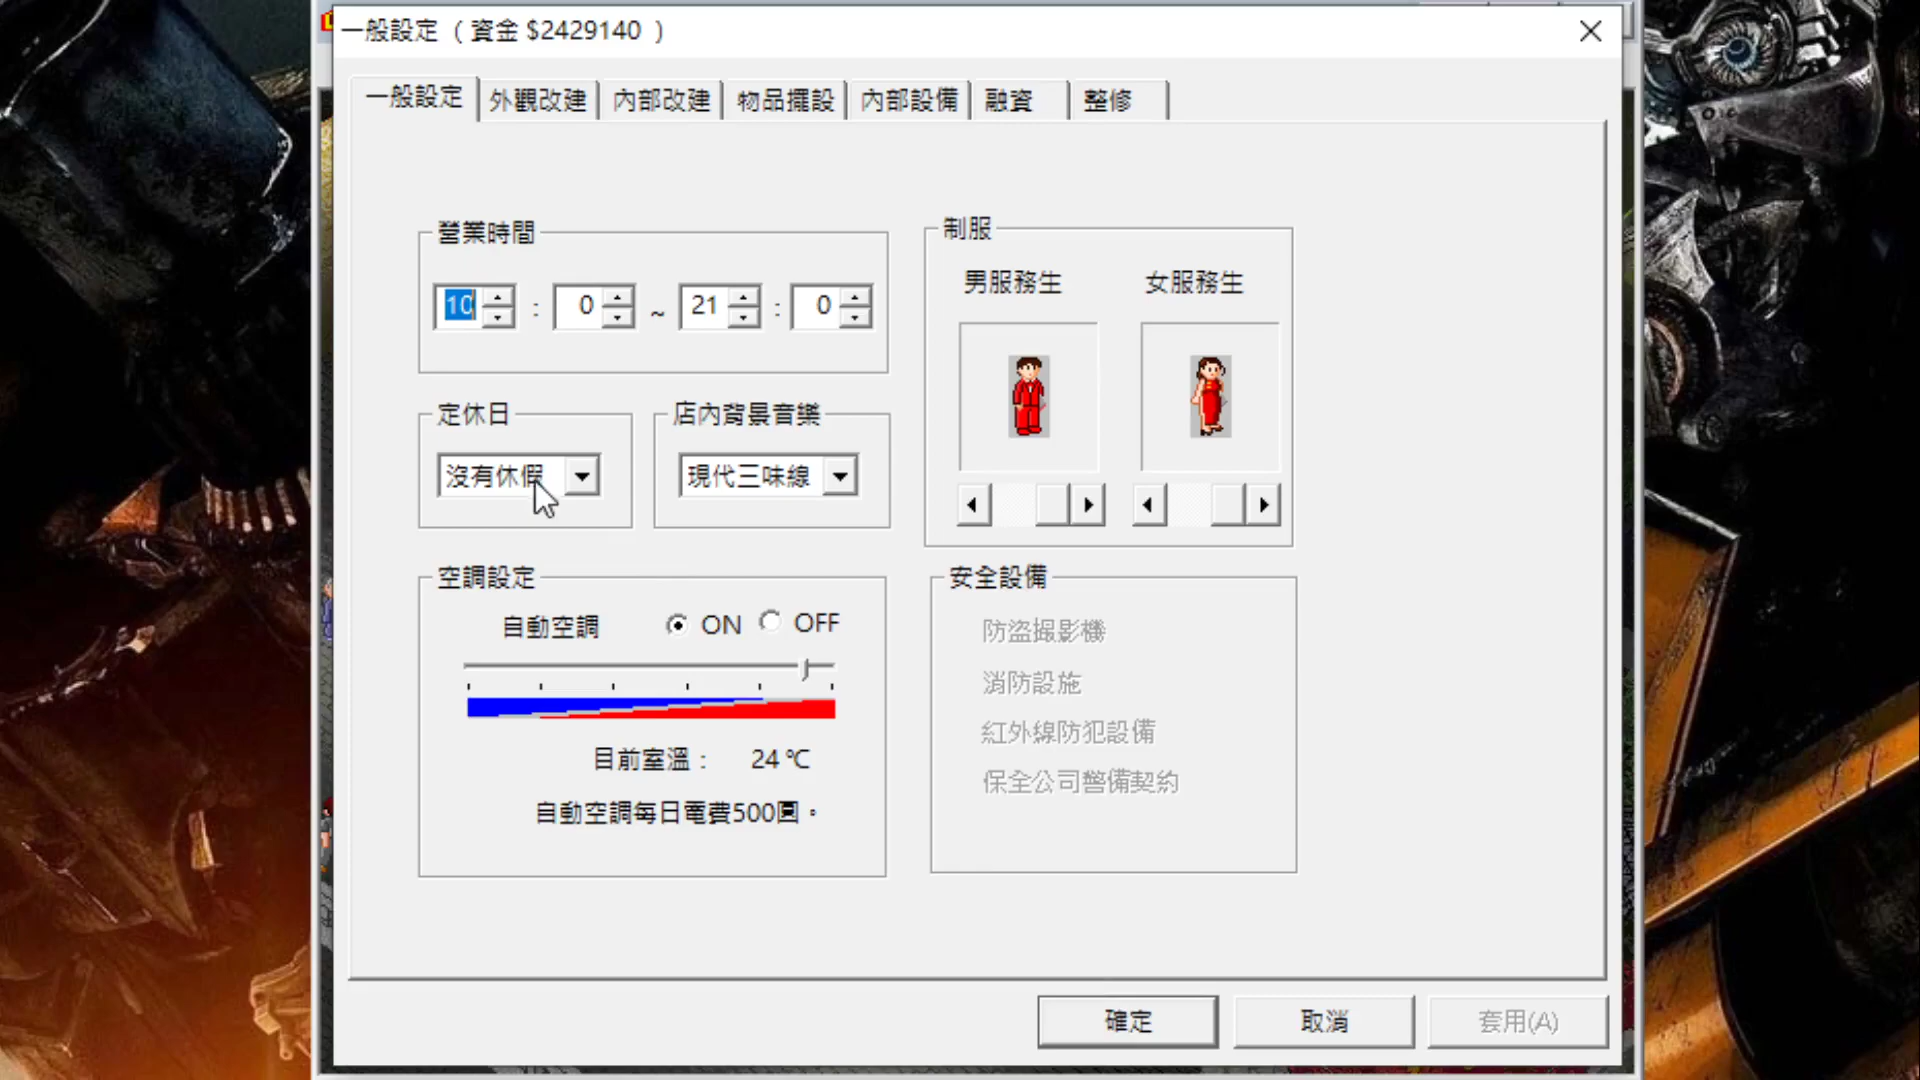 一般設定 ( 資金 $2429140 )
一般設定 外觀改建 內部改建 物品擺設 內部設備 融資 整修
營業時間
10 : 0 ~ 21 : 0
制服
男服務生 女服務生
定休日
沒有休假
店內背景音樂
現代三味線
空調設定
自動空調 ON OFF
目前室溫： 24 ℃
自動空調每日電費500圓。
安全設備
防盜撮影機
消防設施
紅外線防犯設備
保全公司警備契約
確定 取消 套用(A)